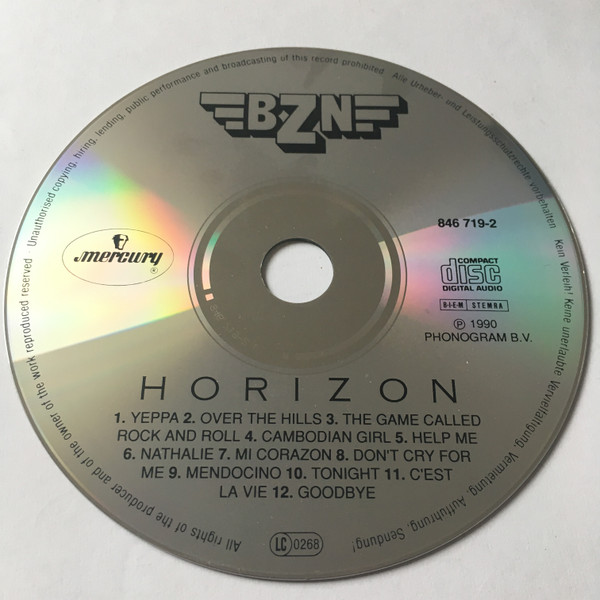 All rights of the producer and of the owner of the work reproduced reserved Unauthorised copying, hiring, lending, public performance and broadcasting of this record prohibited. Alle Urheber- und Leistungsschutzrechte vorbehalten. Kein Verleih! Keine unerlaubte Vervielfältigung, Vermietung, Aufführung, Sendung!
B·Z·N
mercury
®
846 719-2
COMPACT
disc
DIGITAL AUDIO
B·I·E·M STEMRA
℗ 1990
PHONOGRAM B.V.
HORIZON
1. YEPPA 2. OVER THE HILLS 3. THE GAME CALLED
ROCK AND ROLL 4. CAMBODIAN GIRL 5. HELP ME
6. NATHALIE 7. MI CORAZON 8. DON'T CRY FOR
ME 9. MENDOCINO 10. TONIGHT 11. C'EST
LA VIE 12. GOODBYE
LC 0268